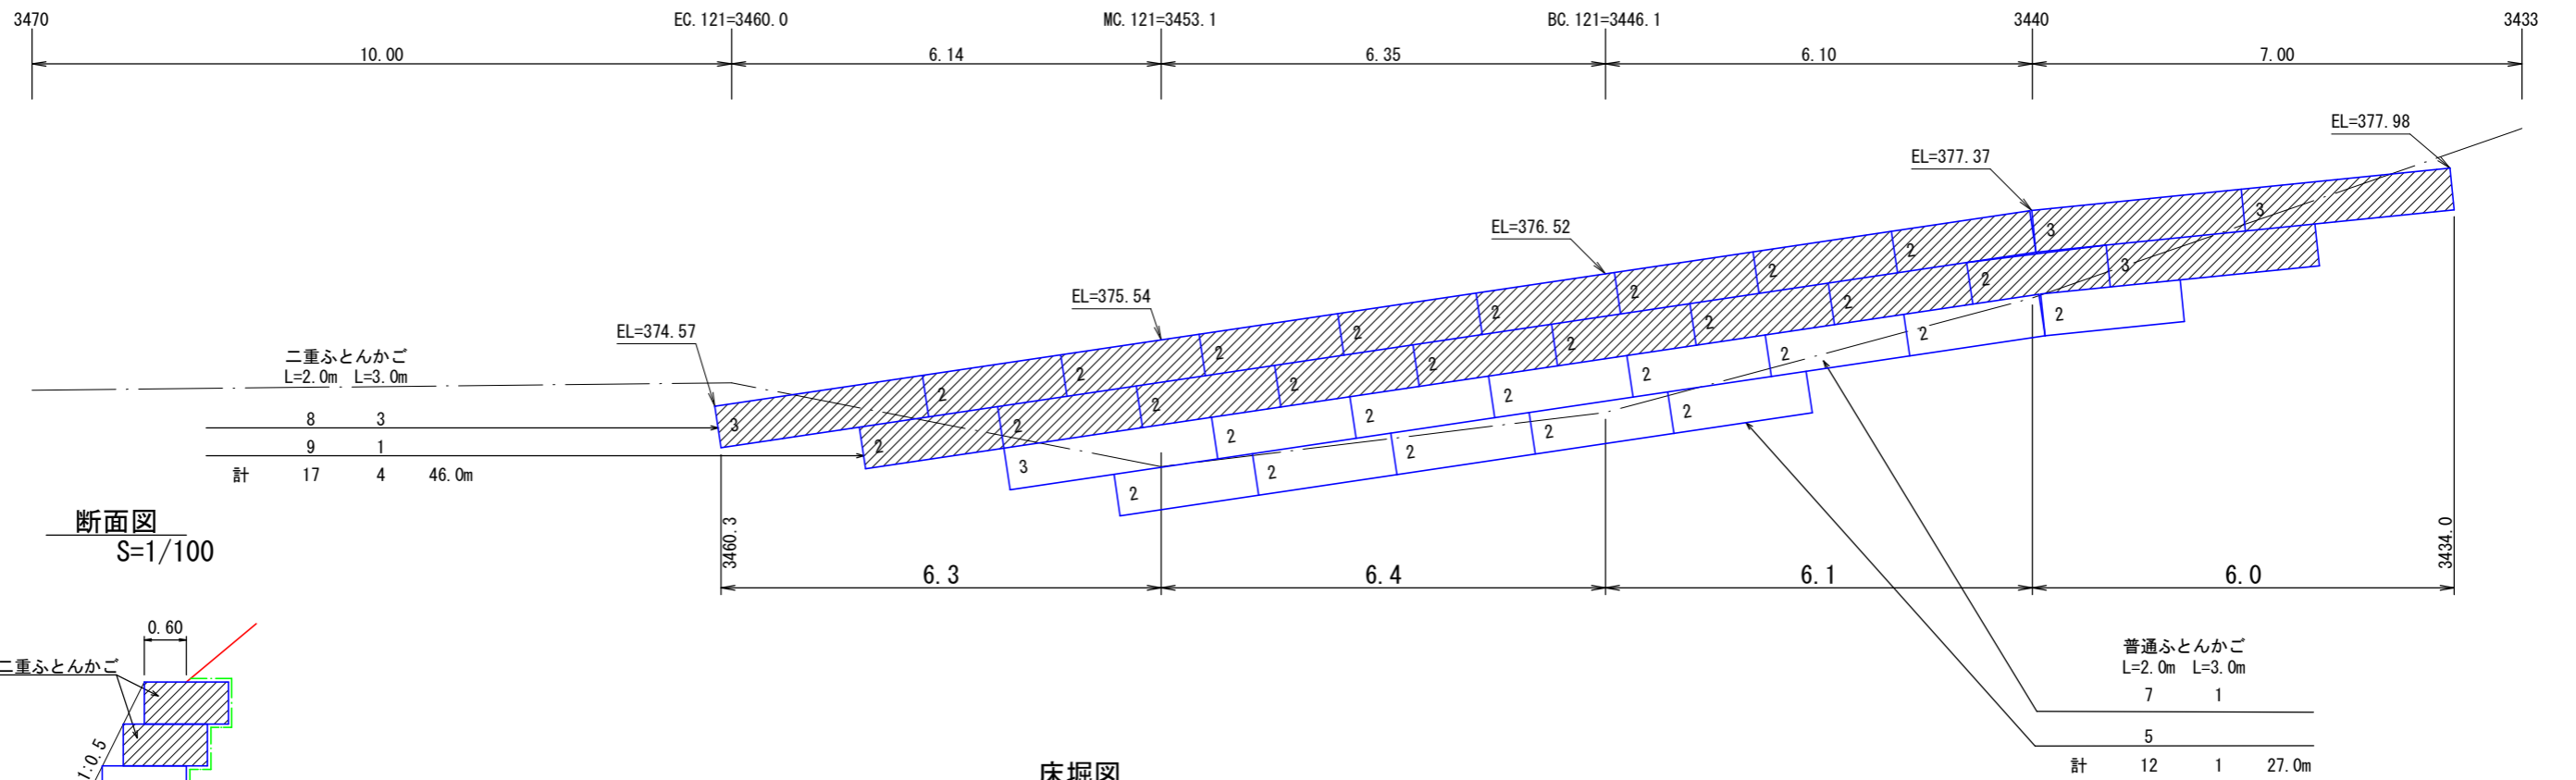 3470 EC.121=3460.0 MC.121=3453.1 BC.121=3446.1 3440 3433
10.00 6.14 6.35 6.10 7.00
EL=377.98
EL=377.37
EL=376.52
EL=375.54
EL=374.57
3 2 2 2 2 2 2 2 2 3 3
2 2 2 2 2 2 2 2 2 3
3 2 2 2 2 2 2 2
2 2 2 2 2
二重ふとんかご
L=2.0m L=3.0m
8 3
9 1
計 17 4 46.0m
断面図
S=1/100
3460.3 3434.0
6.3 6.4 6.1 6.0
0.60
二重ふとんかご
1:0.5
普通ふとんかご
L=2.0m L=3.0m
7 1
5
計 12 1 27.0m
床堀図